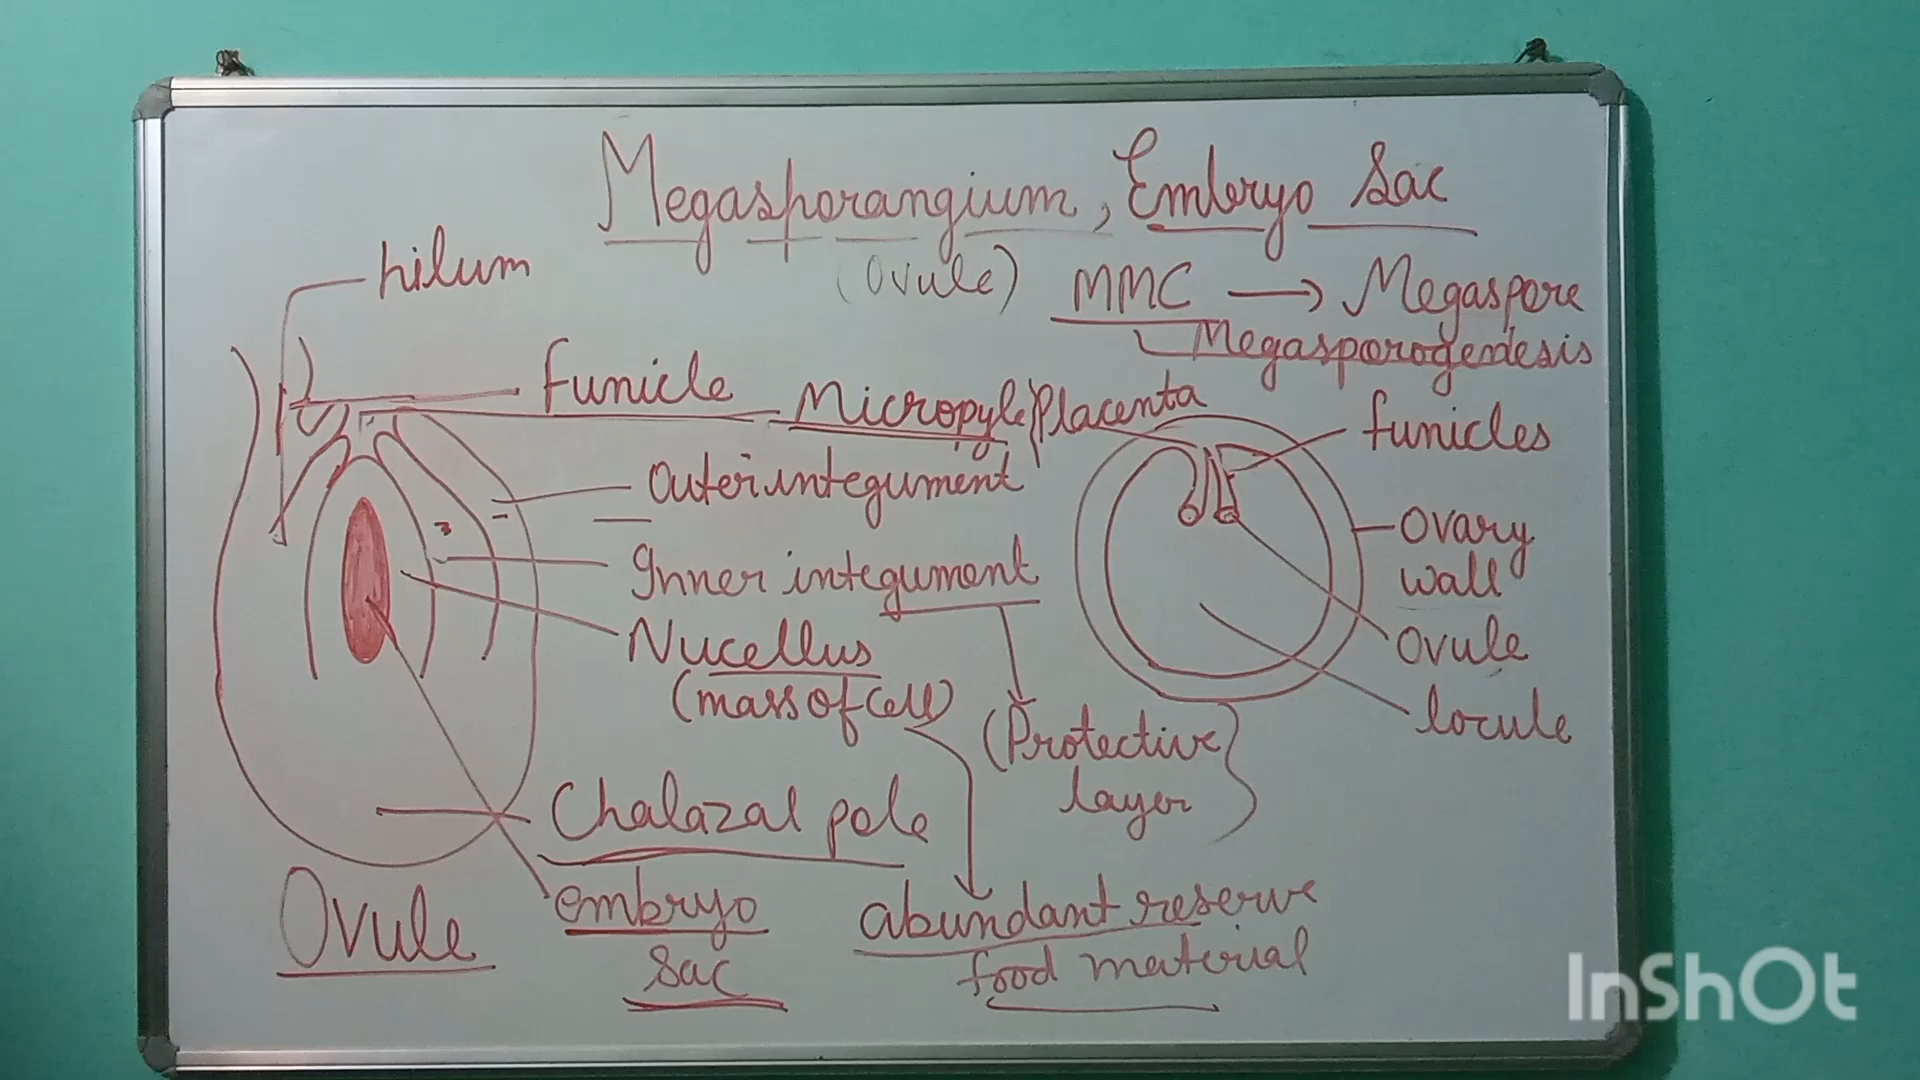 Megasporangium, Embryo Sac
(Ovule)
MMC → Megaspore
Megasporogenesis
hilum
Funicle
Micropyle
Placenta
funicles
Outer integument
Inner integument
Ovary
wall
Nucellus
(mass of cell)
Ovule
(Protective
layer)
locule
Chalazal pole
Ovule
embryo
sac
abundant reserve
food material
InShOt